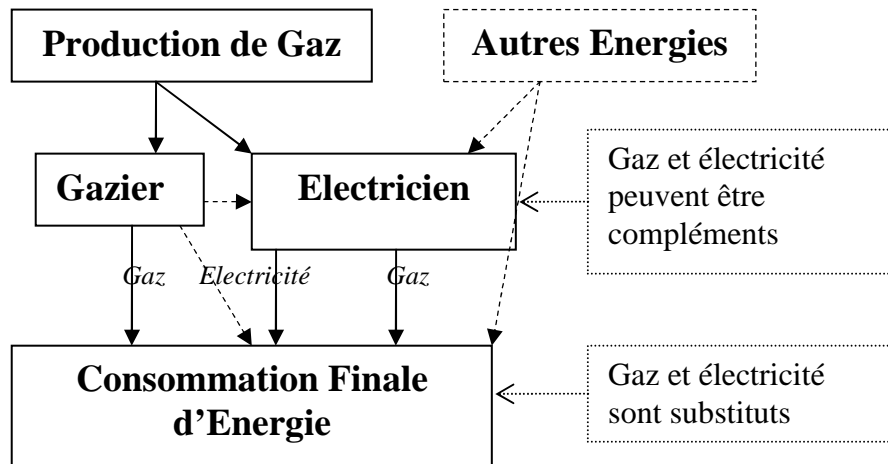 Production de Gaz
Autres Energies
Gazier
Electricien
Gaz et électricité
peuvent être
compléments
Gaz
Electricité
Gaz
Consommation Finale
d’Energie
Gaz et électricité
sont substituts